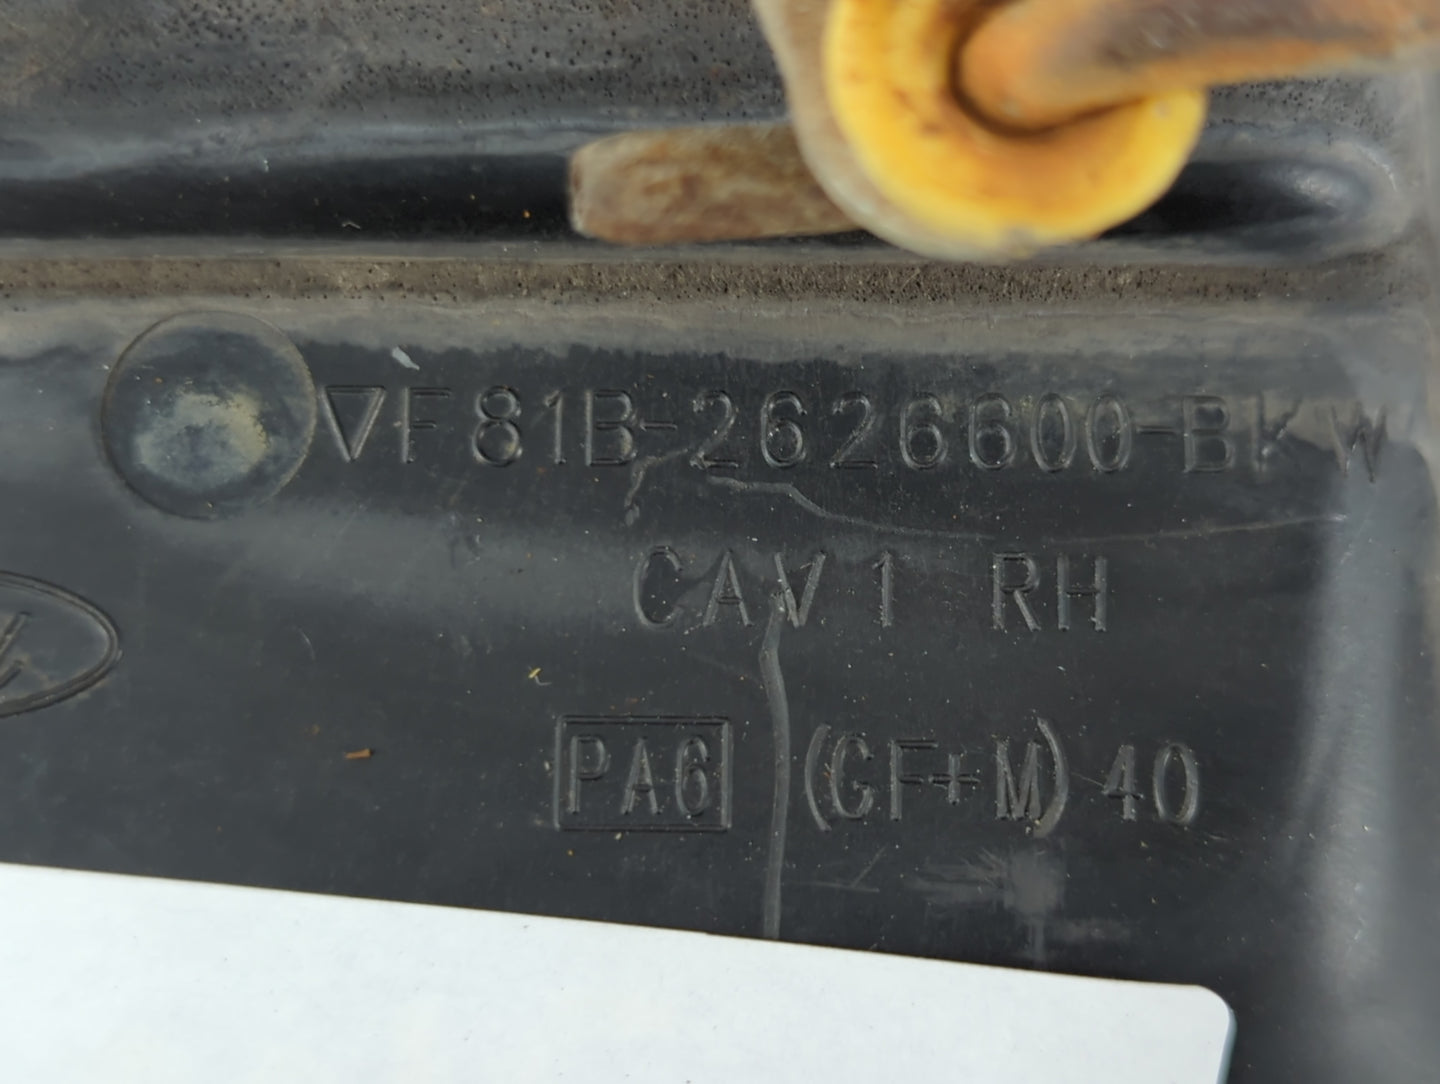 ▽F81B-2626600-BKW
CAV 1 RH
PA6 (GF+M) 40